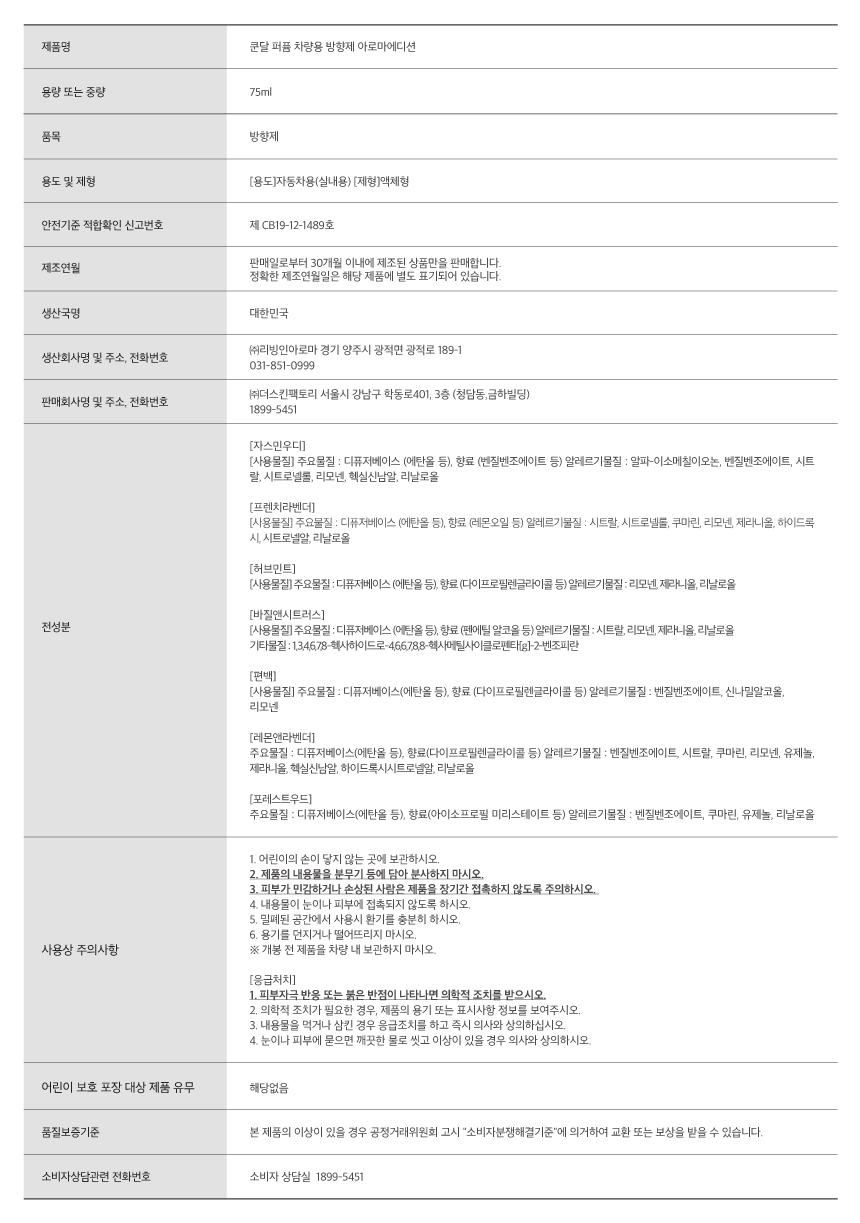 제품명
쿤달 퍼퓸 차량용 방향제 아로마에디션
용량 또는 중량
75ml
품목
방향제
용도 및 제형
[용도]자동차용(실내용) [제형]액체형
안전기준 적합확인 신고번호
제 CB19-12-1489호
제조연월
판매일로부터 30개월 이내에 제조된 상품만을 판매합니다.
정확한 제조연월일은 해당 제품에 별도 표기되어 있습니다.
생산국명
대한민국
생산회사명 및 주소, 전화번호
㈜리빙인아로마 경기 양주시 광적면 광적로 189-1
031-851-0999
판매회사명 및 주소, 전화번호
㈜더스킨팩토리 서울시 강남구 학동로401, 3층 (청담동,금하빌딩)
1899-5451
전성분
[자스민우디]
[사용물질] 주요물질 : 디퓨저베이스 (에탄올 등), 향료 (벤질벤조에이트 등) 알레르기물질 : 알파-이소메칠이오논, 벤질벤조에이트, 시트
랄, 시트로넬롤, 리모넨, 헥실신남알, 리날로올
[프렌치라벤더]
[사용물질] 주요물질 : 디퓨저베이스 (에탄올 등), 향료 (레몬오일 등) 알레르기물질 : 시트랄, 시트로넬롤, 쿠마린, 리모넨, 제라니올, 하이드록
시, 시트로넬알, 리날로올
[허브민트]
[사용물질] 주요물질 : 디퓨저베이스 (에탄올 등), 향료 (다이프로필렌글라이콜 등) 알레르기물질 : 리모넨, 제라니올, 리날로올
[바질앤시트러스]
[사용물질] 주요물질 : 디퓨저베이스 (에탄올 등), 향료 (펜에틸 알코올 등) 알레르기물질 : 시트랄, 리모넨, 제라니올, 리날로올
기타물질 : 1,3,4,6,7,8-헥사하이드로-4,6,6,7,8,8-헥사메틸사이클로펜타[g]-2-벤조피란
[편백]
[사용물질] 주요물질 : 디퓨저베이스(에탄올 등), 향료 (다이프로필렌글라이콜 등) 알레르기물질 : 벤질벤조에이트, 신나밀알코올,
리모넨
[레몬앤라벤더]
주요물질 : 디퓨저베이스(에탄올 등), 향료(다이프로필렌글라이콜 등) 알레르기물질 : 벤질벤조에이트, 시트랄, 쿠마린, 리모넨, 유제놀,
제라니올, 헥실신남알, 하이드록시시트로넬알, 리날로올
[포레스트우드]
주요물질 : 디퓨저베이스(에탄올 등), 향료(아이소프로필 미리스테이트 등) 알레르기물질 : 벤질벤조에이트, 쿠마린, 유제놀, 리날로올
사용상 주의사항
1. 어린이의 손이 닿지 않는 곳에 보관하시오.
2. 제품의 내용물을 분무기 등에 담아 분사하지 마시오.
3. 피부가 민감하거나 손상된 사람은 제품을 장기간 접촉하지 않도록 주의하시오.
4. 내용물이 눈이나 피부에 접촉되지 않도록 하시오.
5. 밀폐된 공간에서 사용시 환기를 충분히 하시오.
6. 용기를 던지거나 떨어뜨리지 마시오.
※ 개봉 전 제품을 차량 내 보관하지 마시오.
[응급처치]
1. 피부자극 반응 또는 붉은 반점이 나타나면 의학적 조치를 받으시오.
2. 의학적 조치가 필요한 경우, 제품의 용기 또는 표시사항 정보를 보여주시오.
3. 내용물을 먹거나 삼킨 경우 응급조치를 하고 즉시 의사와 상의하십시오.
4. 눈이나 피부에 묻으면 깨끗한 물로 씻고 이상이 있을 경우 의사와 상의하시오.
어린이 보호 포장 대상 제품 유무
해당없음
품질보증기준
본 제품의 이상이 있을 경우 공정거래위원회 고시 "소비자분쟁해결기준"에 의거하여 교환 또는 보상을 받을 수 있습니다.
소비자상담관련 전화번호
소비자 상담실 1899-5451